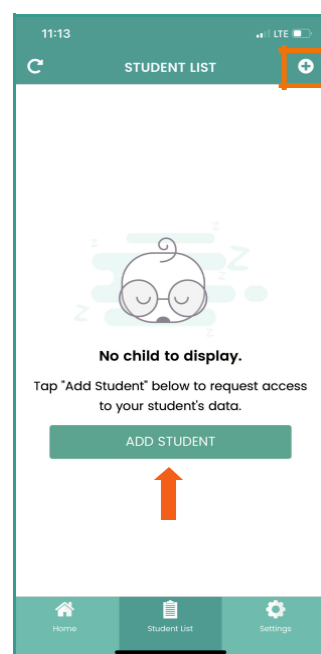 11:13
LTE
STUDENT LIST
z
z
Z
Z
z
No child to display.
Tap "Add Student" below to request access
to your student's data.
ADD STUDENT
Home
Student List
Settings